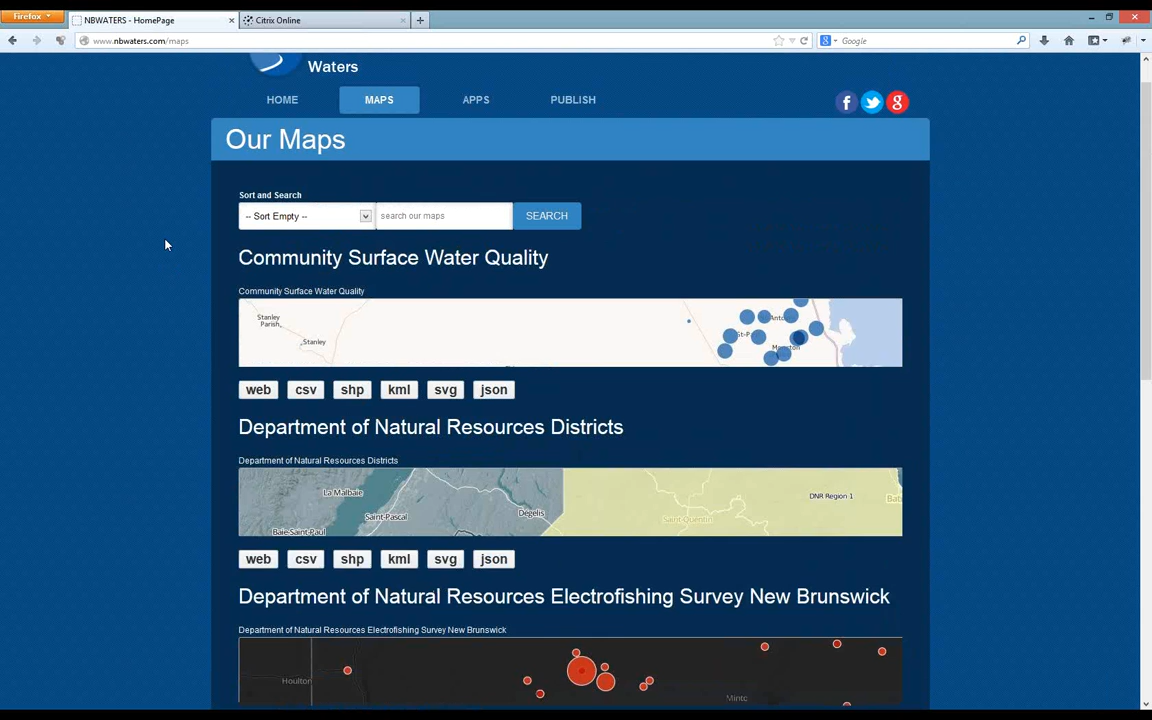 Firefox
NBWATERS - HomePage
Citrix Online
www.nbwaters.com/maps
Google
Waters
HOME
MAPS
APPS
PUBLISH
Our Maps
Sort and Search
-- Sort Empty --
search our maps
SEARCH
Community Surface Water Quality
Community Surface Water Quality
Stanley
Parish
Stanley
web
csv
shp
kml
svg
json
Department of Natural Resources Districts
Department of Natural Resources Districts
La Malbaie
DNR Region 1
Saint-Pascal
Dégelis
Saint-Quentin
Baie-Saint-Paul
web
csv
shp
kml
svg
json
Department of Natural Resources Electrofishing Survey New Brunswick
Department of Natural Resources Electrofishing Survey New Brunswick
Houlton
Minto